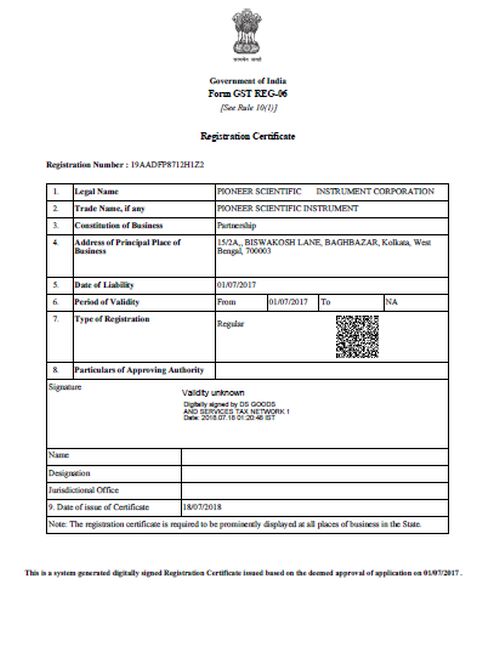 सत्यमेव जयते
Government of India
Form GST REG-06
[See Rule 10(1)]
Registration Certificate
Registration Number : 19AADFP8712H1Z2
1. Legal Name PIONEER SCIENTIFIC INSTRUMENT CORPORATION
2. Trade Name, if any PIONEER SCIENTIFIC INSTRUMENT
3. Constitution of Business Partnership
4. Address of Principal Place of Business 15/2A,, BISWAKOSH LANE, BAGHBAZAR, Kolkata, West Bengal, 700003
5. Date of Liability 01/07/2017
6. Period of Validity From 01/07/2017 To NA
7. Type of Registration Regular
8. Particulars of Approving Authority
Signature
Validity unknown
Digitally signed by DS GOODS
AND SERVICES TAX NETWORK 1
Date: 2018.07.18 01:20:46 IST
Name
Designation
Jurisdictional Office
9. Date of issue of Certificate 18/07/2018
Note: The registration certificate is required to be prominently displayed at all places of business in the State.
This is a system generated digitally signed Registration Certificate issued based on the deemed approval of application on 01/07/2017 .